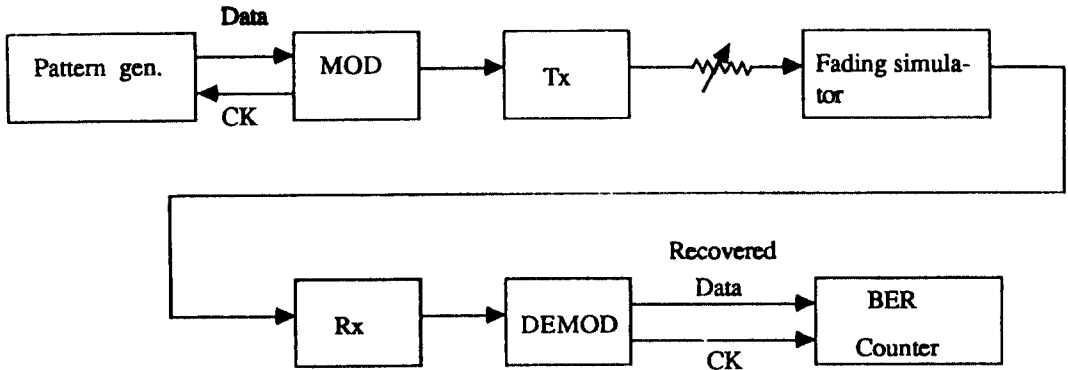 Data
Pattern gen.
CK
MOD
Tx
Fading simula-
tor
Rx
DEMOD
Recovered
Data
CK
BER
Counter